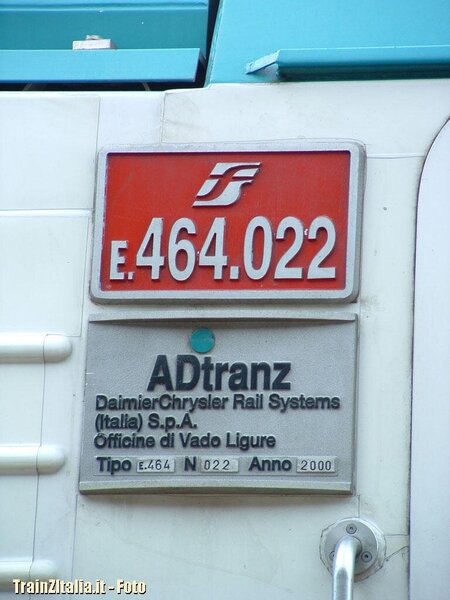 E.464.022
ADtranz
DaimlerChrysler Rail Systems
(Italia) S.p.A.
Officine di Vado Ligure
Tipo E.464 N 022 Anno 2000
TrainZItalia.it - Foto